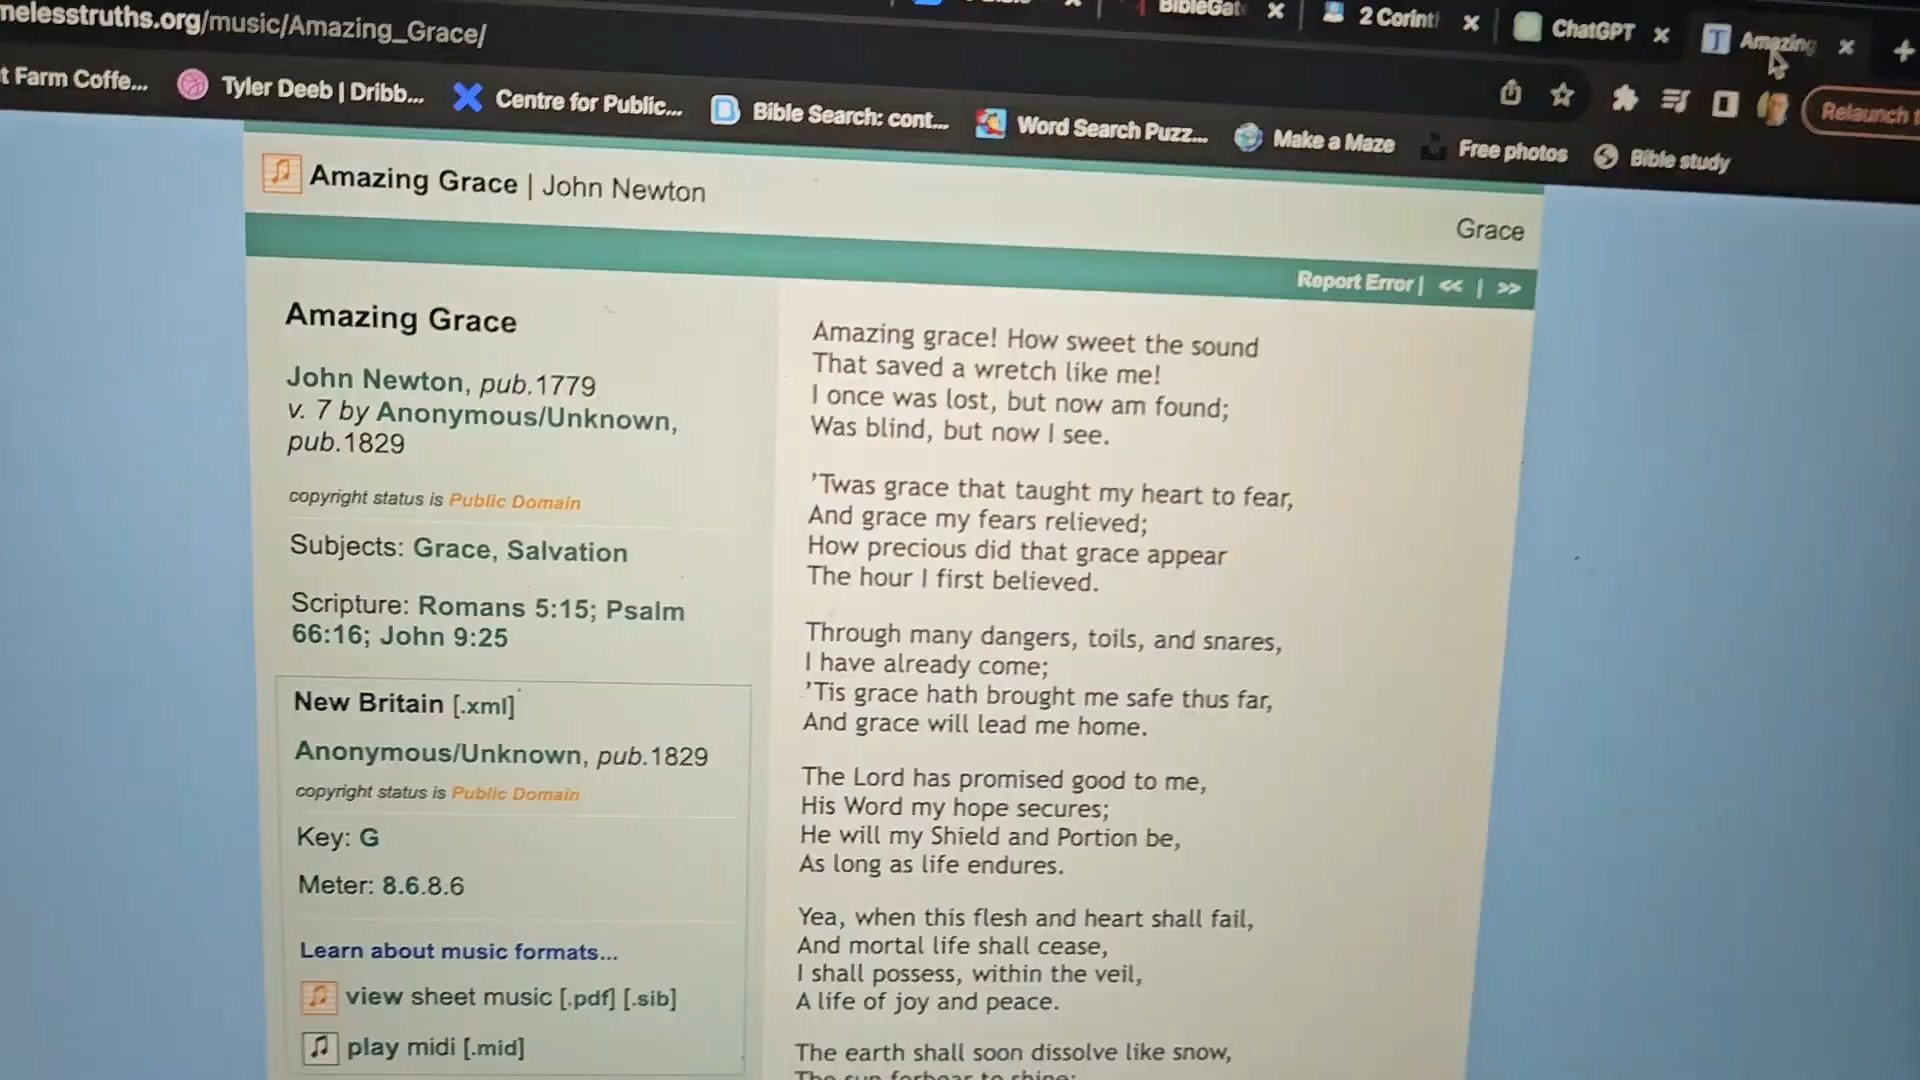 BibleGat
2 Corint
ChatGPT
Amazing
melesstruths.org/music/Amazing_Grace/
t Farm Coffe...
Tyler Deeb | Dribb...
Centre for Public...
Bible Search: cont...
Word Search Puzz...
Make a Maze
Free photos
Bible study
Relaunch t
Amazing Grace | John Newton
Grace
Report Error | << | >>
Amazing Grace
John Newton, pub.1779
v. 7 by Anonymous/Unknown,
pub.1829
copyright status is Public Domain
Subjects: Grace, Salvation
Scripture: Romans 5:15; Psalm
66:16; John 9:25
New Britain [.xml]
Anonymous/Unknown, pub.1829
copyright status is Public Domain
Key: G
Meter: 8.6.8.6
Learn about music formats...
view sheet music [.pdf] [.sib]
play midi [.mid]
Amazing grace! How sweet the sound
That saved a wretch like me!
I once was lost, but now am found;
Was blind, but now I see.
’Twas grace that taught my heart to fear,
And grace my fears relieved;
How precious did that grace appear
The hour I first believed.
Through many dangers, toils, and snares,
I have already come;
’Tis grace hath brought me safe thus far,
And grace will lead me home.
The Lord has promised good to me,
His Word my hope secures;
He will my Shield and Portion be,
As long as life endures.
Yea, when this flesh and heart shall fail,
And mortal life shall cease,
I shall possess, within the veil,
A life of joy and peace.
The earth shall soon dissolve like snow,
The sun forbear to shine;